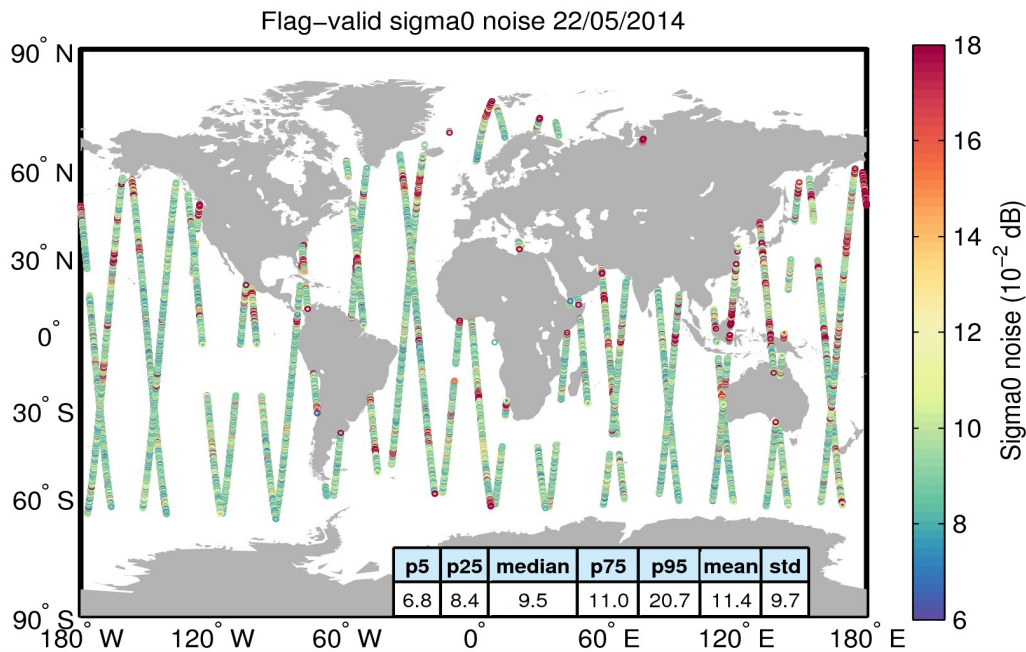 Flag−valid sigma0 noise 22/05/2014
90° N
60° N
30° N
0°
30° S
60° S
90° S
180° W
120° W
60° W
0°
60° E
120° E
180° E
p5 p25 median p75 p95 mean std
6.8 8.4 9.5 11.0 20.7 11.4 9.7
18
16
14
12
10
8
6
Sigma0 noise (10⁻² dB)